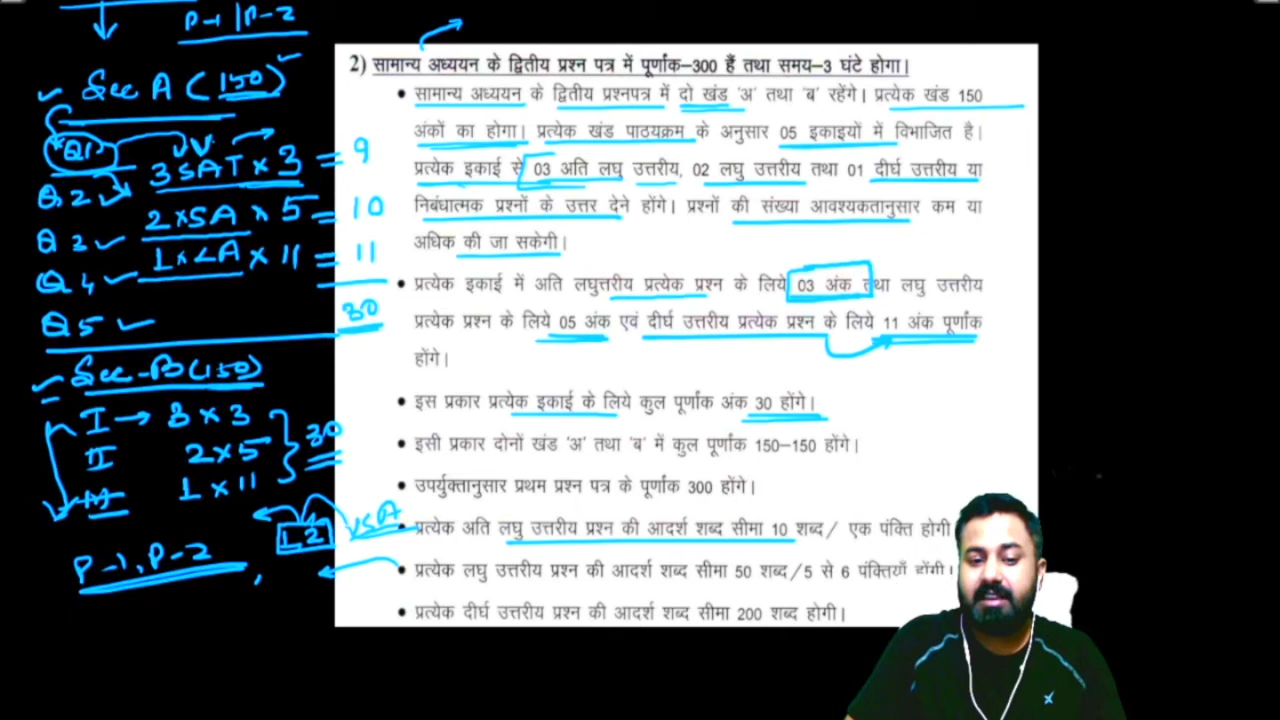 P-1 | P-2
Sec A (150)
Q1
3SAT × 3 = 9
Q2
2×SA × 5 = 10
Q3
1×LA × 11 = 11
Q4
30
Q5
Sec-B (150)
I → 3 × 3
II 2×5
30
III 1 × 11
P-1, P-2
VSA
2) सामान्य अध्ययन के द्वितीय प्रश्न पत्र में पूर्णांक–300 हैं तथा समय–3 घंटे होगा।
• सामान्य अध्ययन के द्वितीय प्रश्नपत्र में दो खंड 'अ' तथा 'ब' रहेंगे। प्रत्येक खंड 150
अंकों का होगा। प्रत्येक खंड पाठयक्रम के अनुसार 05 इकाइयों में विभाजित है।
प्रत्येक इकाई से 03 अति लघु उत्तरीय, 02 लघु उत्तरीय तथा 01 दीर्घ उत्तरीय या
निबंधात्मक प्रश्नों के उत्तर देने होंगे। प्रश्नों की संख्या आवश्यकतानुसार कम या
अधिक की जा सकेगी।
• प्रत्येक इकाई में अति लघुत्तरीय प्रत्येक प्रश्न के लिये 03 अंक तथा लघु उत्तरीय
प्रत्येक प्रश्न के लिये 05 अंक एवं दीर्घ उत्तरीय प्रत्येक प्रश्न के लिये 11 अंक पूर्णांक
होंगे।
• इस प्रकार प्रत्येक इकाई के लिये कुल पूर्णांक अंक 30 होंगे।
• इसी प्रकार दोनों खंड 'अ' तथा 'ब' में कुल पूर्णांक 150–150 होंगे।
• उपर्युक्तानुसार प्रथम प्रश्न पत्र के पूर्णांक 300 होंगे।
• प्रत्येक अति लघु उत्तरीय प्रश्न की आदर्श शब्द सीमा 10 शब्द/ एक पंक्ति होगी
• प्रत्येक लघु उत्तरीय प्रश्न की आदर्श शब्द सीमा 50 शब्द/5 से 6 पंक्तियाँ होंगी।
• प्रत्येक दीर्घ उत्तरीय प्रश्न की आदर्श शब्द सीमा 200 शब्द होगी।